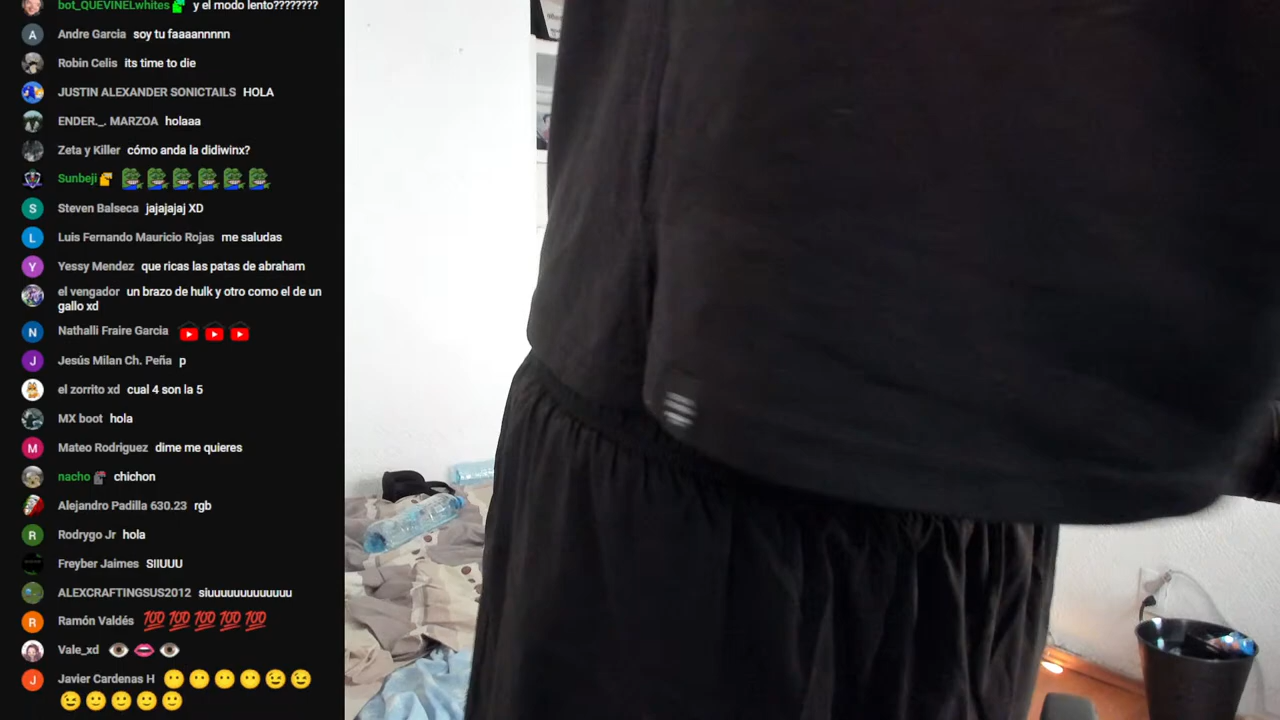 bot_QUEVINELwhites y el modo lento????????
Andre Garcia soy tu faaaannnnn
Robin Celis its time to die
JUSTIN ALEXANDER SONICTAILS HOLA
ENDER._. MARZOA holaaa
Zeta y Killer cómo anda la didiwinx?
Sunbeji
Steven Balseca jajajajaj XD
Luis Fernando Mauricio Rojas me saludas
Yessy Mendez que ricas las patas de abraham
el vengador un brazo de hulk y otro como el de un
gallo xd
Nathalli Fraire Garcia
Jesús Milan Ch. Peña p
el zorrito xd cual 4 son la 5
MX boot hola
Mateo Rodriguez dime me quieres
nacho chichon
Alejandro Padilla 630.23 rgb
Rodrygo Jr hola
Freyber Jaimes SIIUUU
ALEXCRAFTINGSUS2012 siuuuuuuuuuuuuu
Ramón Valdés 💯💯💯💯💯
Vale_xd 👁👄👁
Javier Cardenas H 😶😶😶😶😉😉
😉🙂🙂🙂🙂